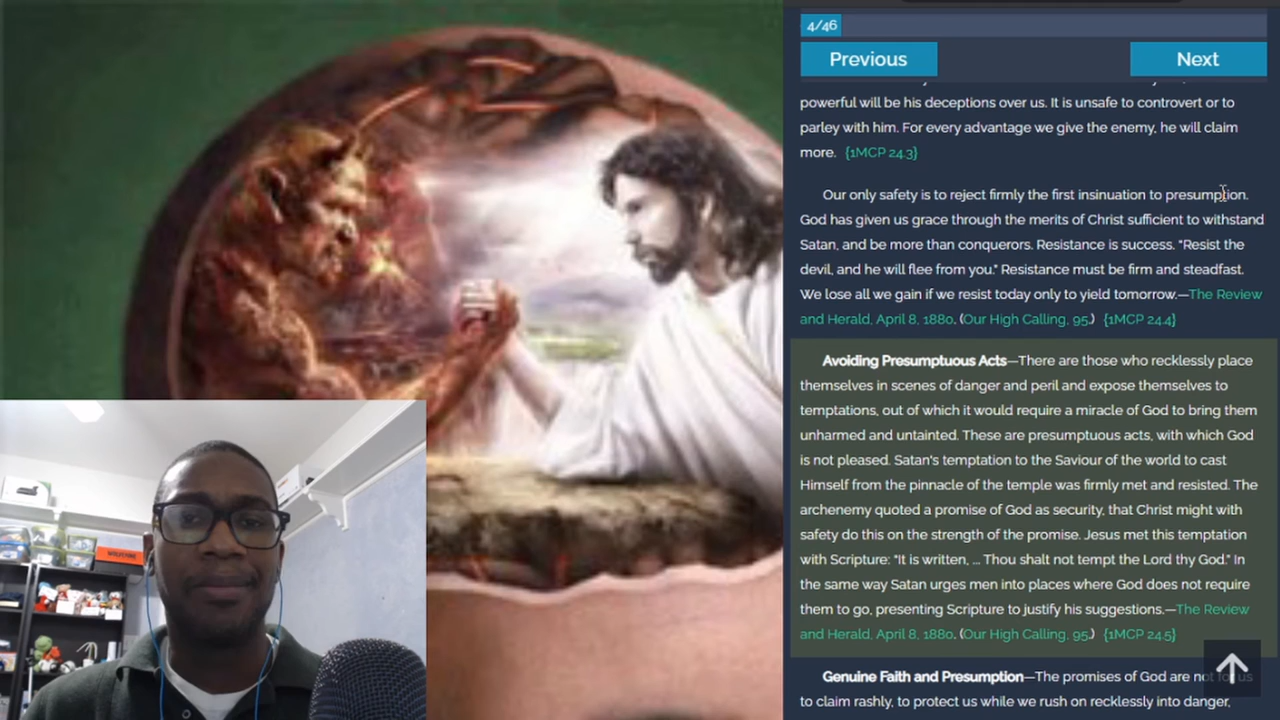 4/46
Previous
Next
powerful will be his deceptions over us. It is unsafe to controvert or to
parley with him. For every advantage we give the enemy, he will claim
more. {1MCP 24.3}
Our only safety is to reject firmly the first insinuation to presumption.
God has given us grace through the merits of Christ sufficient to withstand
Satan, and be more than conquerors. Resistance is success. "Resist the
devil, and he will flee from you." Resistance must be firm and steadfast.
We lose all we gain if we resist today only to yield tomorrow.—The Review
and Herald, April 8, 1880. (Our High Calling, 95.) {1MCP 24.4}
Avoiding Presumptuous Acts—There are those who recklessly place
themselves in scenes of danger and peril and expose themselves to
temptations, out of which it would require a miracle of God to bring them
unharmed and untainted. These are presumptuous acts, with which God
is not pleased. Satan's temptation to the Saviour of the world to cast
Himself from the pinnacle of the temple was firmly met and resisted. The
archenemy quoted a promise of God as security, that Christ might with
safety do this on the strength of the promise. Jesus met this temptation
with Scripture: "It is written, ... Thou shalt not tempt the Lord thy God." In
the same way Satan urges men into places where God does not require
them to go, presenting Scripture to justify his suggestions.—The Review
and Herald, April 8, 1880. (Our High Calling, 95.) {1MCP 24.5}
Genuine Faith and Presumption—The promises of God are not for us
to claim rashly, to protect us while we rush on recklessly into danger,
WOLVERINE